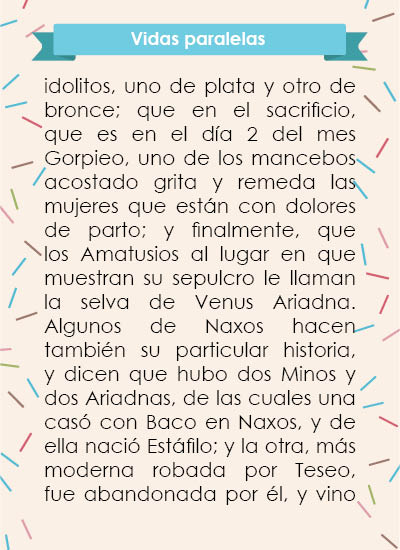 Vidas paralelas
idolitos, uno de plata y otro de
bronce; que en el sacrificio,
que es en el día 2 del mes
Gorpieo, uno de los mancebos
acostado grita y remeda las
mujeres que están con dolores
de parto; y finalmente, que
los Amatusios al lugar en que
muestran su sepulcro le llaman
la selva de Venus Ariadna.
Algunos de Naxos hacen
también su particular historia,
y dicen que hubo dos Minos y
dos Ariadnas, de las cuales una
casó con Baco en Naxos, y de
ella nació Estáfilo; y la otra, más
moderna robada por Teseo,
fue abandonada por él, y vino